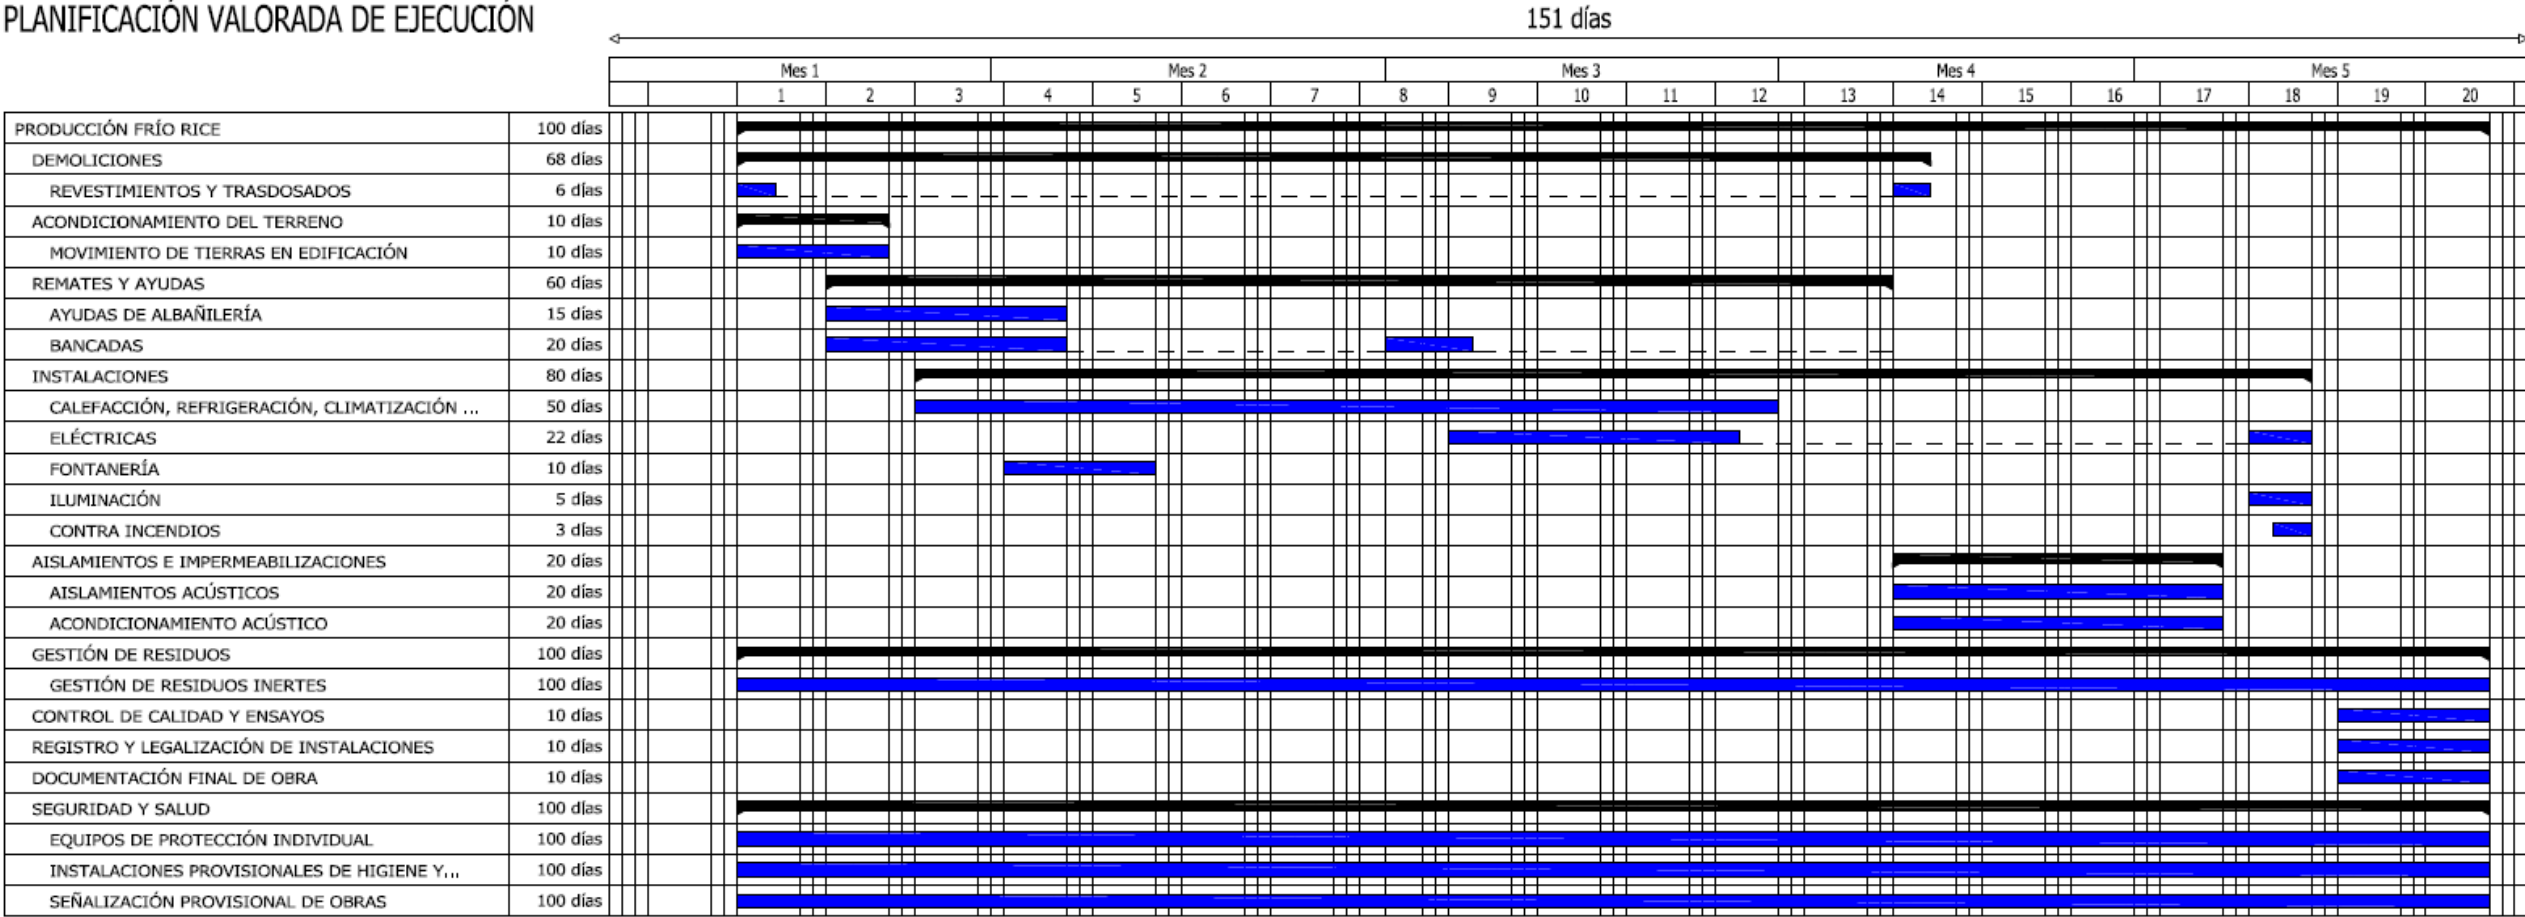 PLANIFICACIÓN VALORADA DE EJECUCIÓN
151 días
Mes 1 Mes 2 Mes 3 Mes 4 Mes 5
1 2 3 4 5 6 7 8 9 10 11 12 13 14 15 16 17 18 19 20
PRODUCCIÓN FRÍO RICE 100 días
DEMOLICIONES 68 días
REVESTIMIENTOS Y TRASDOSADOS 6 días
ACONDICIONAMIENTO DEL TERRENO 10 días
MOVIMIENTO DE TIERRAS EN EDIFICACIÓN 10 días
REMATES Y AYUDAS 60 días
AYUDAS DE ALBAÑILERÍA 15 días
BANCADAS 20 días
INSTALACIONES 80 días
CALEFACCIÓN, REFRIGERACIÓN, CLIMATIZACIÓN ... 50 días
ELÉCTRICAS 22 días
FONTANERÍA 10 días
ILUMINACIÓN 5 días
CONTRA INCENDIOS 3 días
AISLAMIENTOS E IMPERMEABILIZACIONES 20 días
AISLAMIENTOS ACÚSTICOS 20 días
ACONDICIONAMIENTO ACÚSTICO 20 días
GESTIÓN DE RESIDUOS 100 días
GESTIÓN DE RESIDUOS INERTES 100 días
CONTROL DE CALIDAD Y ENSAYOS 10 días
REGISTRO Y LEGALIZACIÓN DE INSTALACIONES 10 días
DOCUMENTACIÓN FINAL DE OBRA 10 días
SEGURIDAD Y SALUD 100 días
EQUIPOS DE PROTECCIÓN INDIVIDUAL 100 días
INSTALACIONES PROVISIONALES DE HIGIENE Y... 100 días
SEÑALIZACIÓN PROVISIONAL DE OBRAS 100 días